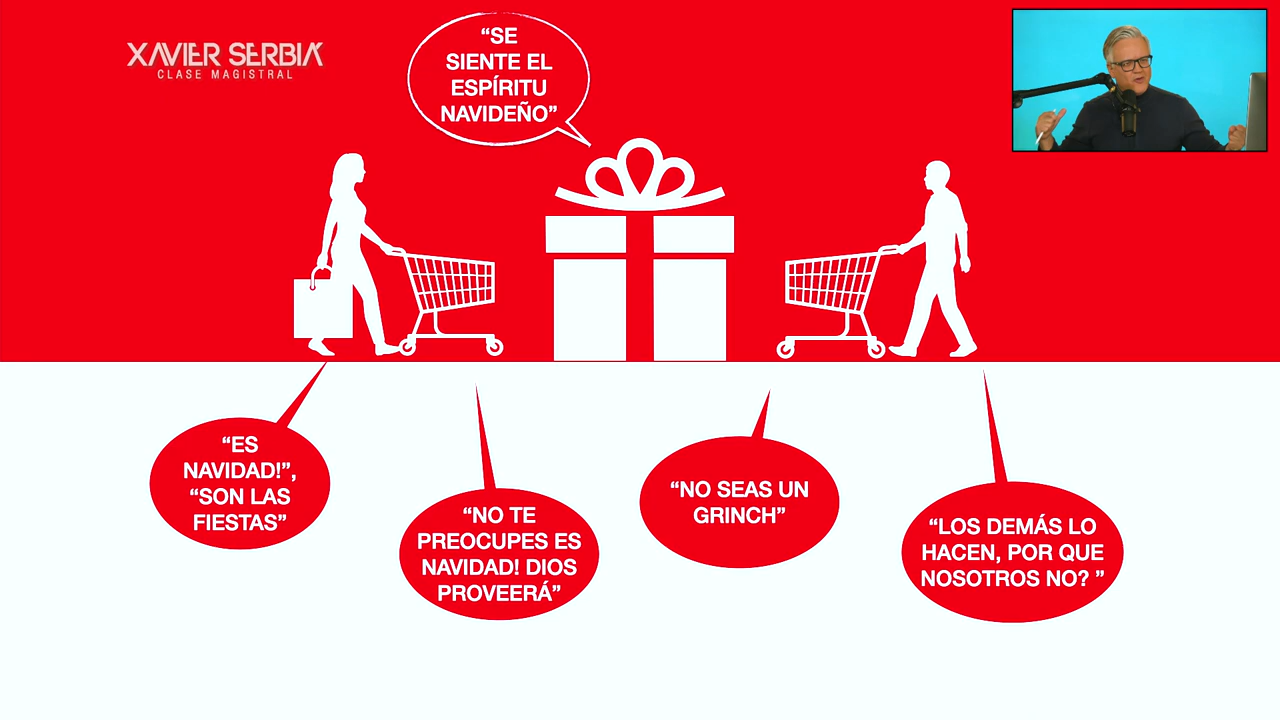 XAVIER SERBIÁ
CLASE MAGISTRAL
“SE
SIENTE EL
ESPÍRITU
NAVIDEÑO”
“ES
NAVIDAD!”,
“SON LAS
FIESTAS”
“NO TE
PREOCUPES ES
NAVIDAD! DIOS
PROVEERÁ”
“NO SEAS UN
GRINCH”
“LOS DEMÁS LO
HACEN, POR QUE
NOSOTROS NO? ”